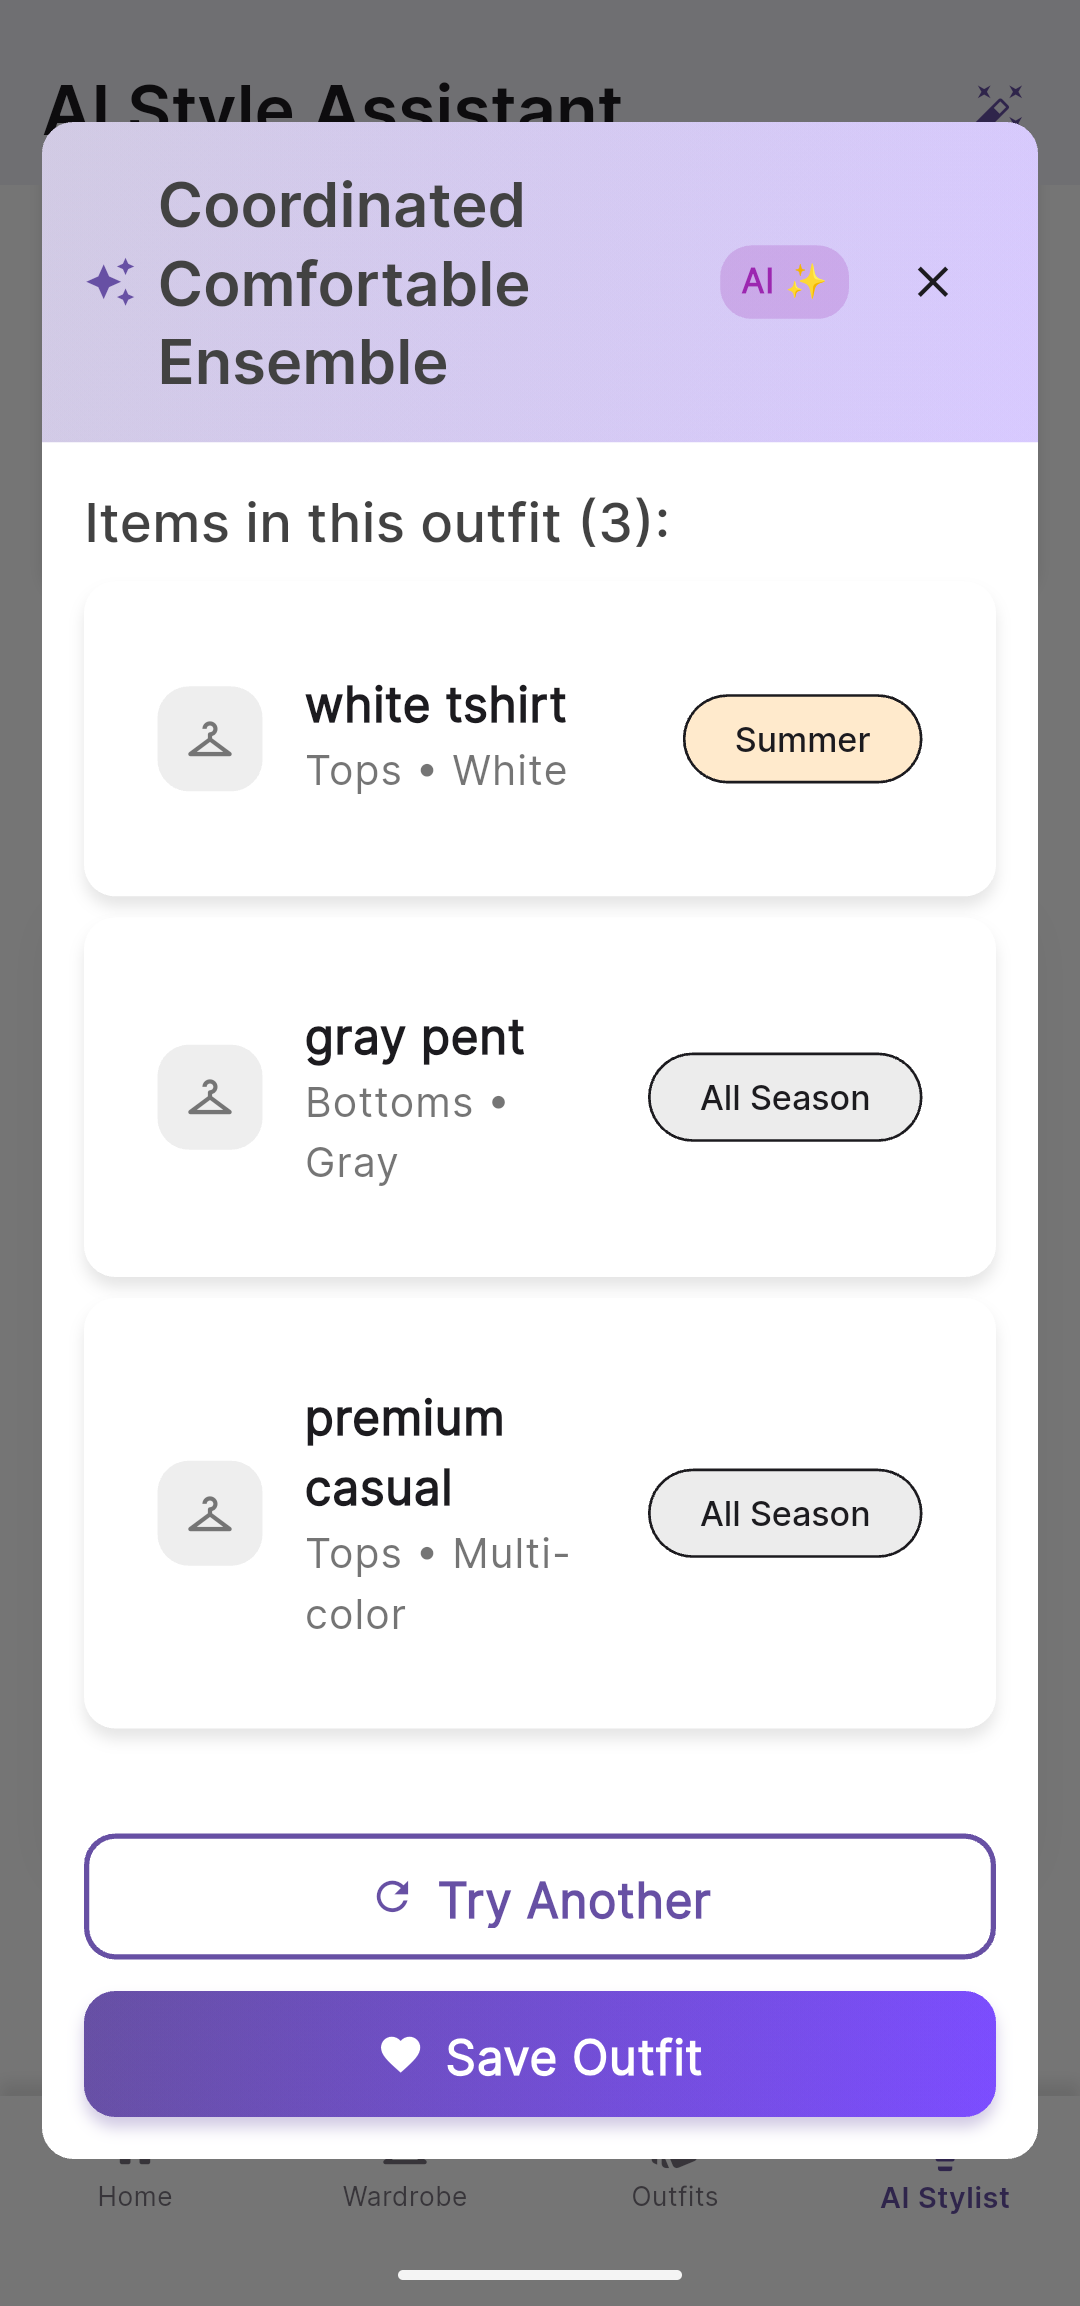 AI Style Assistant
Coordinated
Comfortable
Ensemble
AI ✨
Items in this outfit (3):
white tshirt
Tops • White
Summer
gray pent
Bottoms •
Gray
All Season
premium
casual
Tops • Multi-
color
All Season
Try Another
Save Outfit
Home
Wardrobe
Outfits
AI Stylist